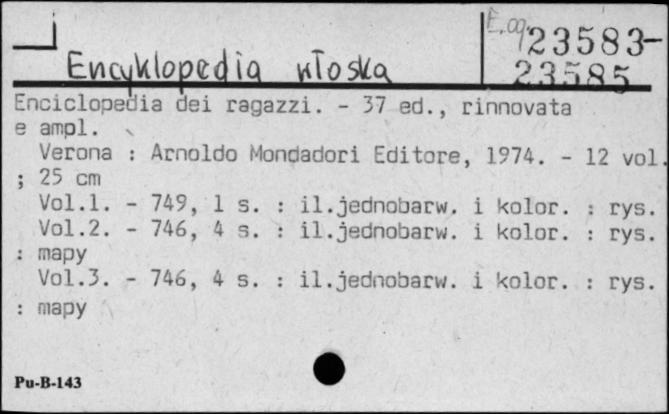 E.og.
23583-
23585
Encyklopedia włoska
Enciclopedia dei ragazzi. - 37 ed., rinnovata
e ampl.
Verona : Arnoldo Mondadori Editore, 1974. - 12 vol.
; 25 cm
Vol.1. - 749, 1 s. : il.jednobarw. i kolor. : rys.
Vol.2. - 746, 4 s. : il.jednobarw. i kolor. : rys.
: mapy
Vol.3. - 746, 4 s. : il.jednobarw. i kolor. : rys.
: mapy
Pu-B-143